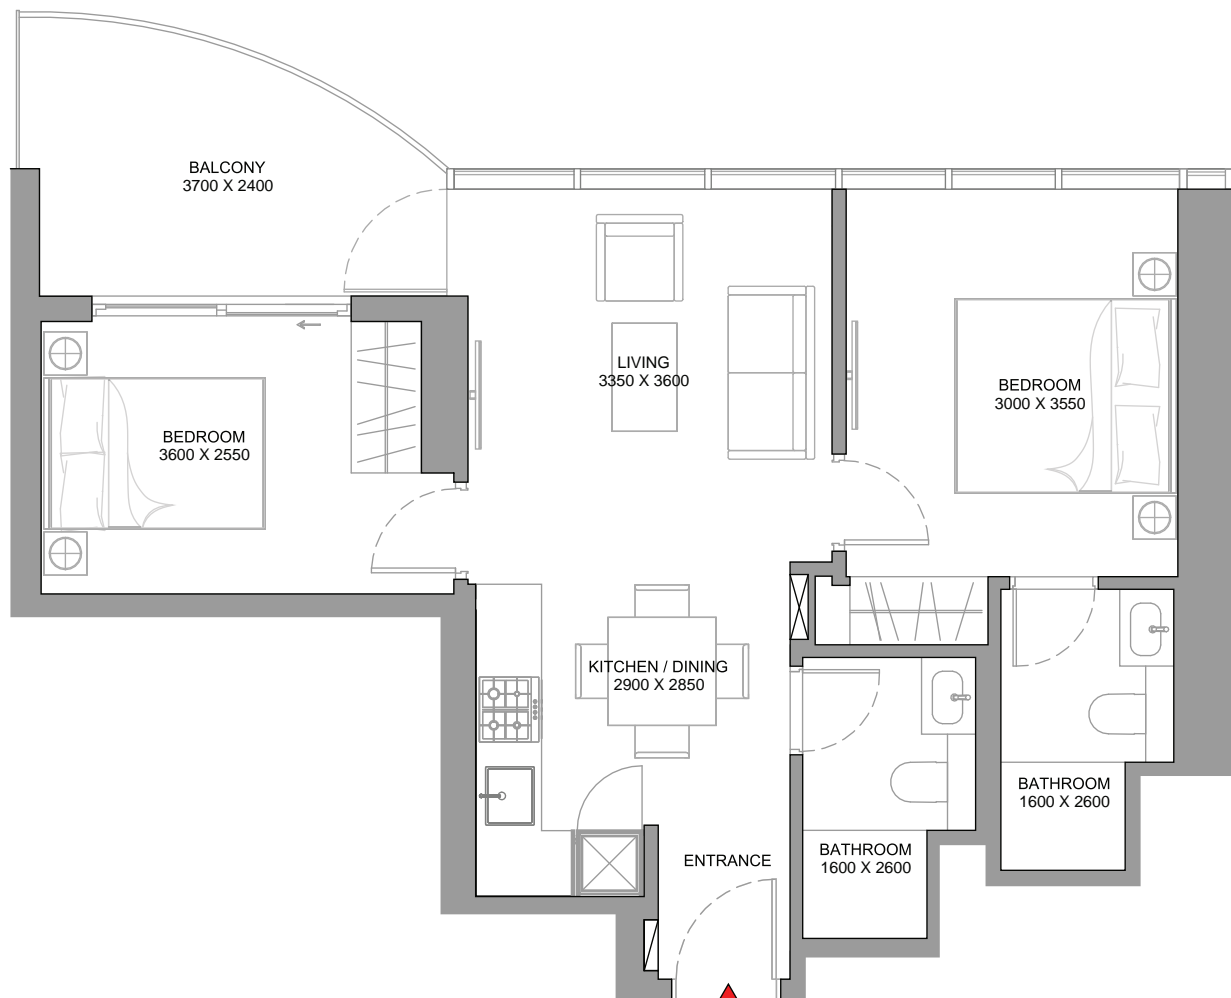 BALCONY
3700 X 2400
LIVING
3350 X 3600
BEDROOM
3000 X 3550
BEDROOM
3600 X 2550
KITCHEN / DINING
2900 X 2850
BATHROOM
1600 X 2600
ENTRANCE
BATHROOM
1600 X 2600